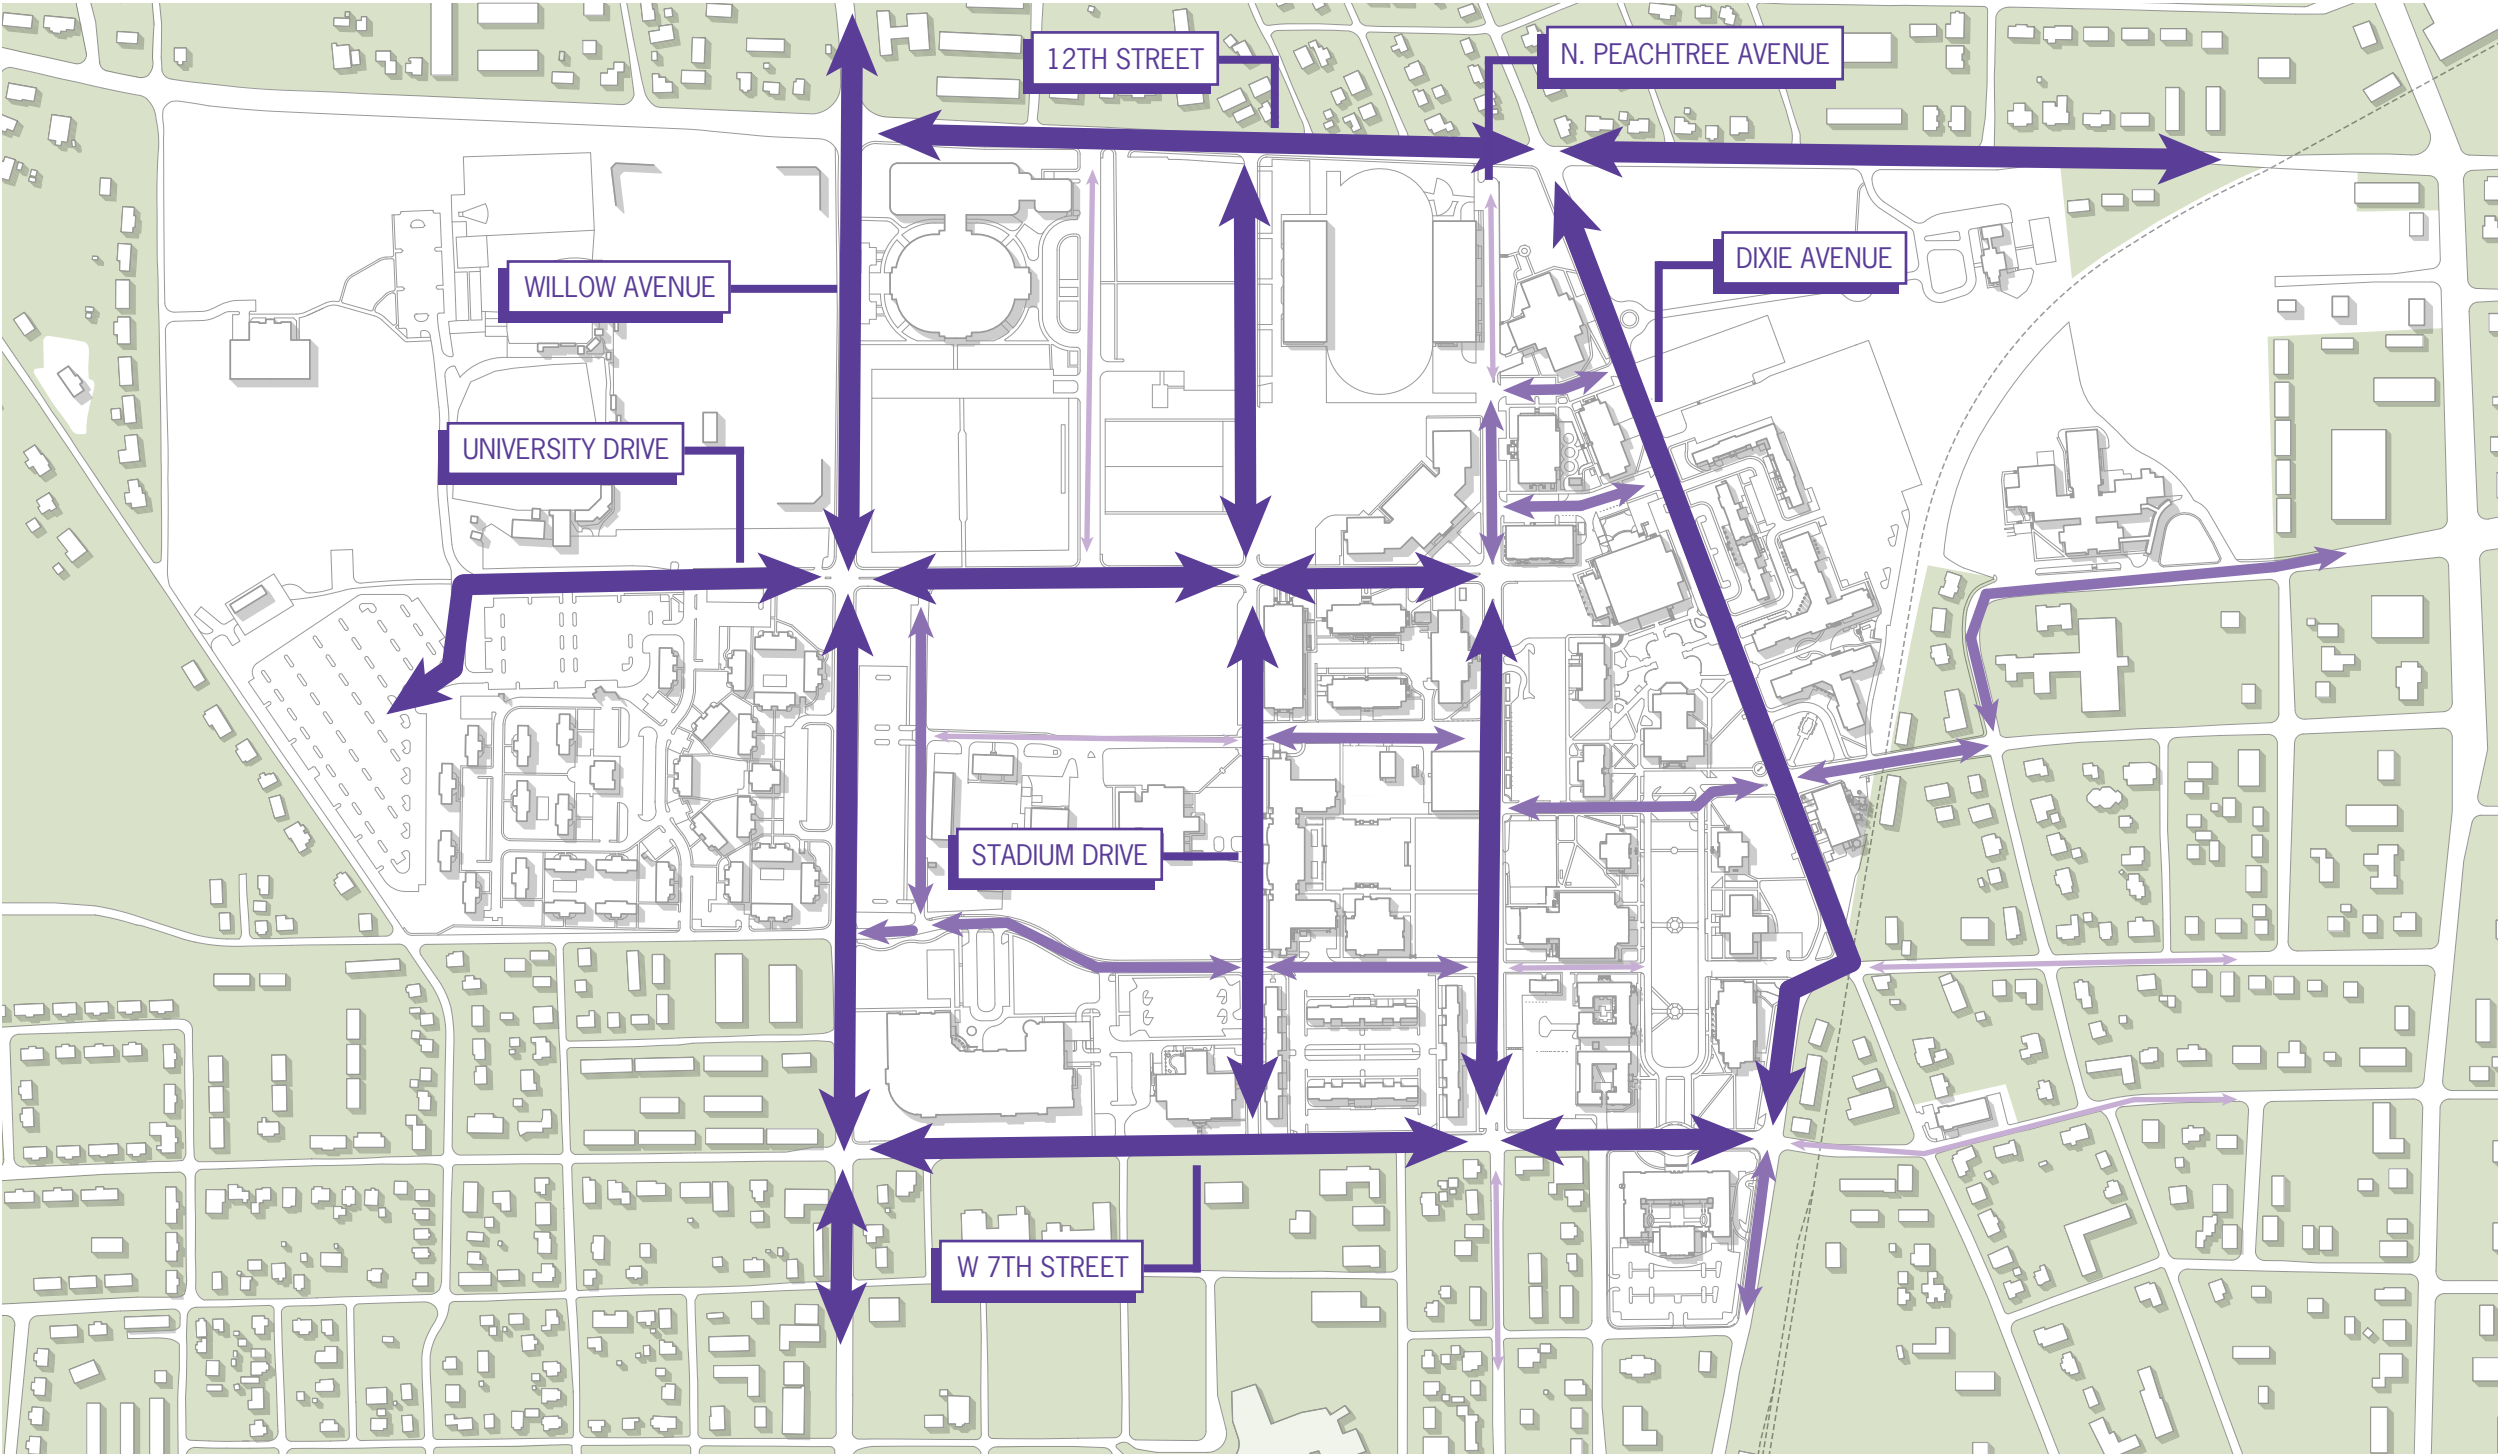 12TH STREET
N. PEACHTREE AVENUE
DIXIE AVENUE
WILLOW AVENUE
UNIVERSITY DRIVE
STADIUM DRIVE
W 7TH STREET